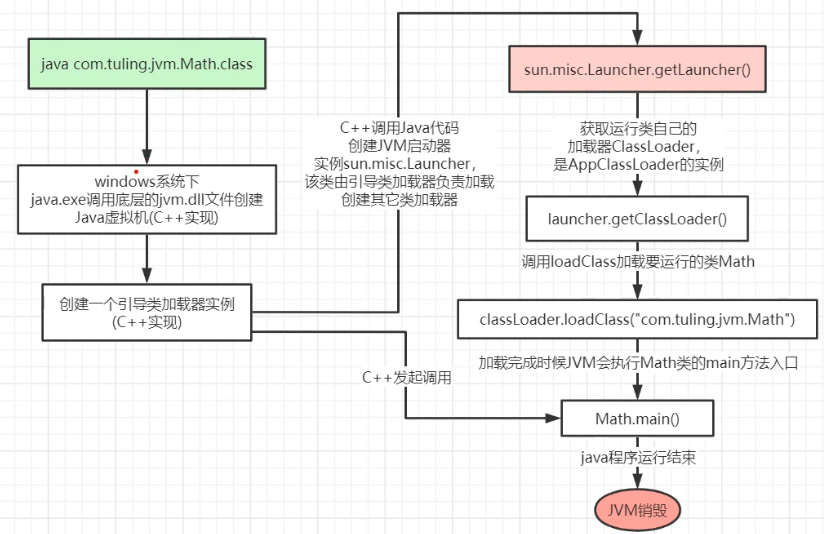 java com.tuling.jvm.Math.class
windows系统下
java.exe调用底层的jvm.dll文件创建
Java虚拟机(C++实现)
创建一个引导类加载器实例
(C++实现)
C++调用Java代码
创建JVM启动器
实例sun.misc.Launcher，
该类由引导类加载器负责加载
创建其它类加载器
sun.misc.Launcher.getLauncher()
获取运行类自己的
加载器ClassLoader，
是AppClassLoader的实例
launcher.getClassLoader()
调用loadClass加载要运行的类Math
classLoader.loadClass("com.tuling.jvm.Math")
加载完成时候JVM会执行Math类的main方法入口
C++发起调用
Math.main()
java程序运行结束
JVM销毁